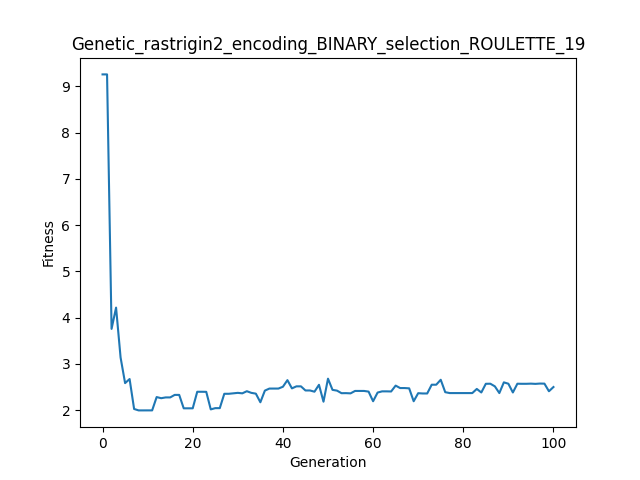 Genetic_rastrigin2_encoding_BINARY_selection_ROULETTE_19
Fitness
9
8
7
6
5
4
3
2
0 20 40 60 80 100
Generation